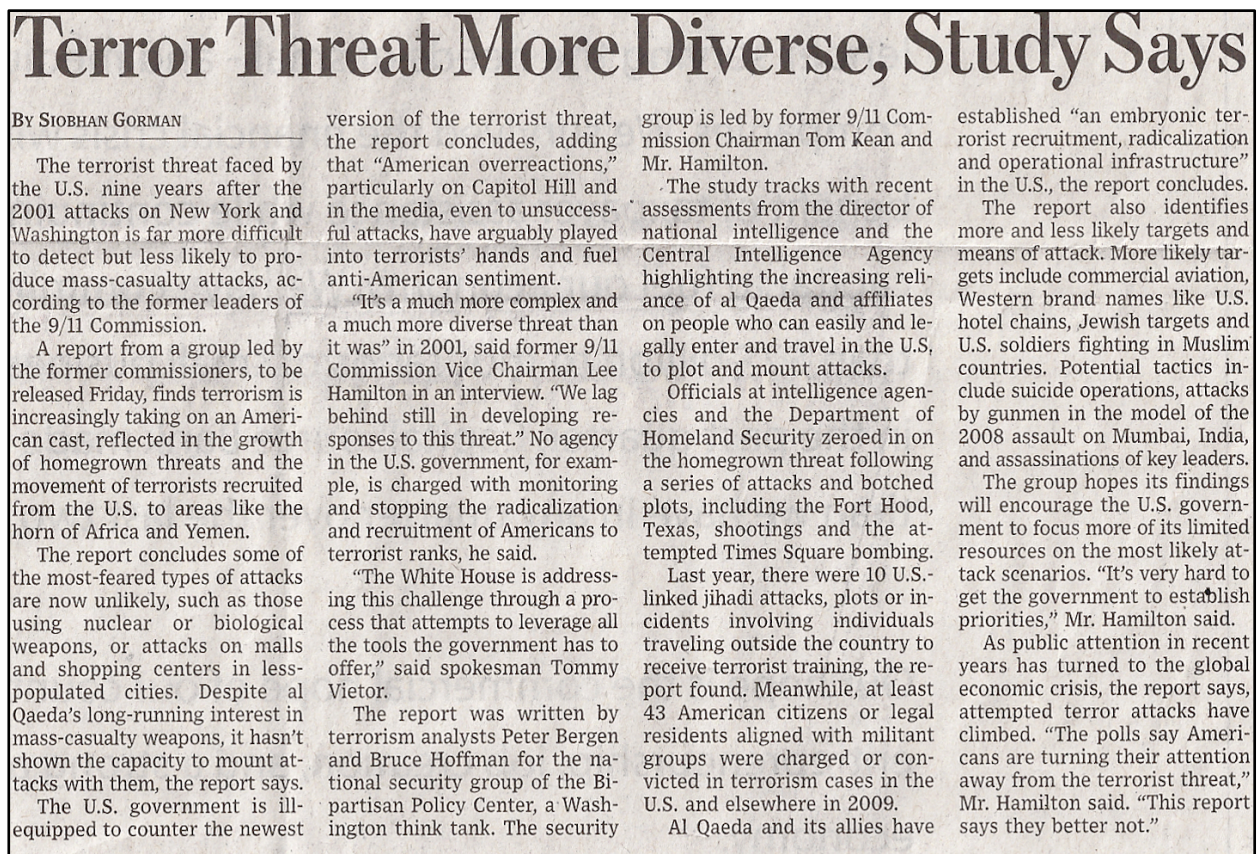 Terror Threat More Diverse, Study Says
BY SIOBHAN GORMAN
The terrorist threat faced by
the U.S. nine years after the
2001 attacks on New York and
Washington is far more difficult
to detect but less likely to pro-
duce mass-casualty attacks, ac-
cording to the former leaders of
the 9/11 Commission.
A report from a group led by
the former commissioners, to be
released Friday, finds terrorism is
increasingly taking on an Ameri-
can cast, reflected in the growth
of homegrown threats and the
movement of terrorists recruited
from the U.S. to areas like the
horn of Africa and Yemen.
The report concludes some of
the most-feared types of attacks
are now unlikely, such as those
using nuclear or biological
weapons, or attacks on malls
and shopping centers in less-
populated cities. Despite al
Qaeda's long-running interest in
mass-casualty weapons, it hasn't
shown the capacity to mount at-
tacks with them, the report says.
The U.S. government is ill-
equipped to counter the newest
version of the terrorist threat,
the report concludes, adding
that “American overreactions,”
particularly on Capitol Hill and
in the media, even to unsuccess-
ful attacks, have arguably played
into terrorists' hands and fuel
anti-American sentiment.
“It's a much more complex and
a much more diverse threat than
it was” in 2001, said former 9/11
Commission Vice Chairman Lee
Hamilton in an interview. “We lag
behind still in developing re-
sponses to this threat.” No agency
in the U.S. government, for exam-
ple, is charged with monitoring
and stopping the radicalization
and recruitment of Americans to
terrorist ranks, he said.
“The White House is address-
ing this challenge through a pro-
cess that attempts to leverage all
the tools the government has to
offer,” said spokesman Tommy
Vietor.
The report was written by
terrorism analysts Peter Bergen
and Bruce Hoffman for the na-
tional security group of the Bi-
partisan Policy Center, a Wash-
ington think tank. The security
group is led by former 9/11 Com-
mission Chairman Tom Kean and
Mr. Hamilton.
The study tracks with recent
assessments from the director of
national intelligence and the
Central Intelligence Agency
highlighting the increasing reli-
ance of al Qaeda and affiliates
on people who can easily and le-
gally enter and travel in the U.S.
to plot and mount attacks.
Officials at intelligence agen-
cies and the Department of
Homeland Security zeroed in on
the homegrown threat following
a series of attacks and botched
plots, including the Fort Hood,
Texas, shootings and the at-
tempted Times Square bombing.
Last year, there were 10 U.S.-
linked jihadi attacks, plots or in-
cidents involving individuals
traveling outside the country to
receive terrorist training, the re-
port found. Meanwhile, at least
43 American citizens or legal
residents aligned with militant
groups were charged or con-
victed in terrorism cases in the
U.S. and elsewhere in 2009.
Al Qaeda and its allies have
established “an embryonic ter-
rorist recruitment, radicalization
and operational infrastructure”
in the U.S., the report concludes.
The report also identifies
more and less likely targets and
means of attack. More likely tar-
gets include commercial aviation,
Western brand names like U.S.
hotel chains, Jewish targets and
U.S. soldiers fighting in Muslim
countries. Potential tactics in-
clude suicide operations, attacks
by gunmen in the model of the
2008 assault on Mumbai, India,
and assassinations of key leaders.
The group hopes its findings
will encourage the U.S. govern-
ment to focus more of its limited
resources on the most likely at-
tack scenarios. “It's very hard to
get the government to establish
priorities,” Mr. Hamilton said.
As public attention in recent
years has turned to the global
economic crisis, the report says,
attempted terror attacks have
climbed. “The polls say Ameri-
cans are turning their attention
away from the terrorist threat,”
Mr. Hamilton said. “This report
says they better not.”